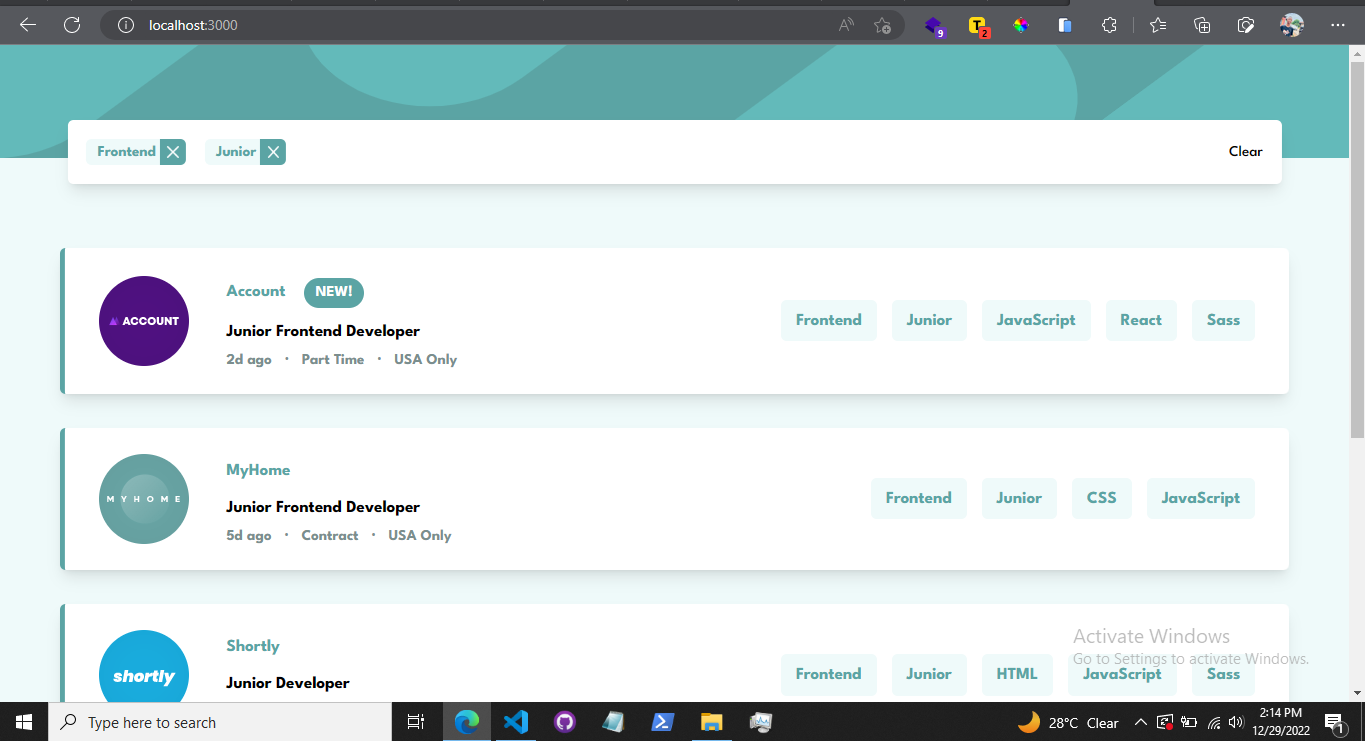 localhost:3000
9
T
2
Frontend Junior Clear
ACCOUNT
Account NEW!
Junior Frontend Developer
2d ago • Part Time • USA Only
Frontend Junior JavaScript React Sass
MYHOME
MyHome
Junior Frontend Developer
5d ago • Contract • USA Only
Frontend Junior CSS JavaScript
shortly
Shortly
Junior Developer
Frontend Junior HTML JavaScript Sass
Activate Windows
Go to Settings to activate Windows.
Type here to search
28°C Clear
2:14 PM
12/29/2022
1